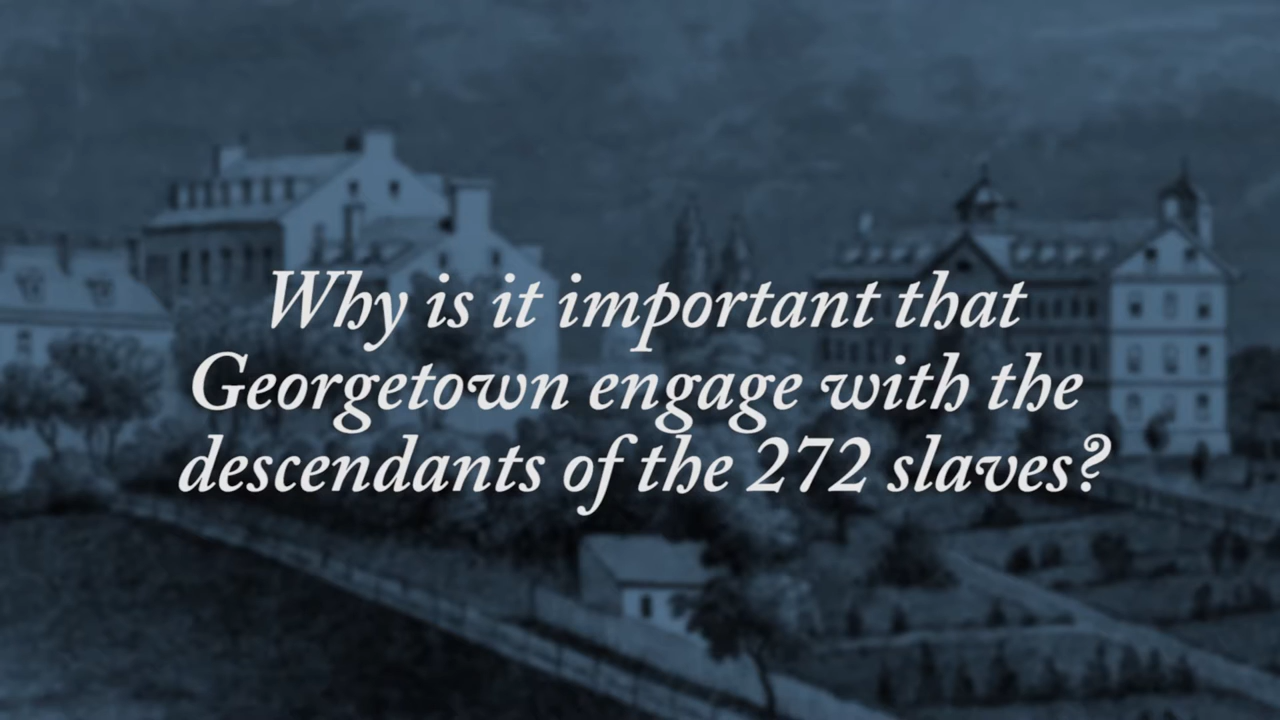 Why is it important that
Georgetown engage with the
descendants of the 272 slaves?